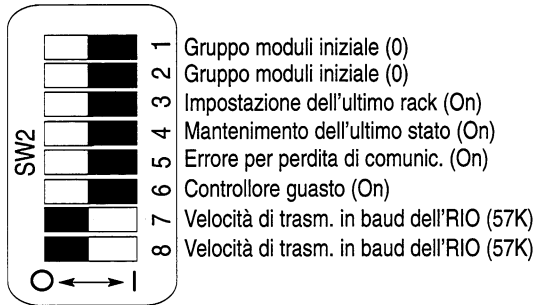 SW2
1 Gruppo moduli iniziale (0)
2 Gruppo moduli iniziale (0)
3 Impostazione dell'ultimo rack (On)
4 Mantenimento dell'ultimo stato (On)
5 Errore per perdita di comunic. (On)
6 Controllore guasto (On)
7 Velocità di trasm. in baud dell'RIO (57K)
8 Velocità di trasm. in baud dell'RIO (57K)
O I